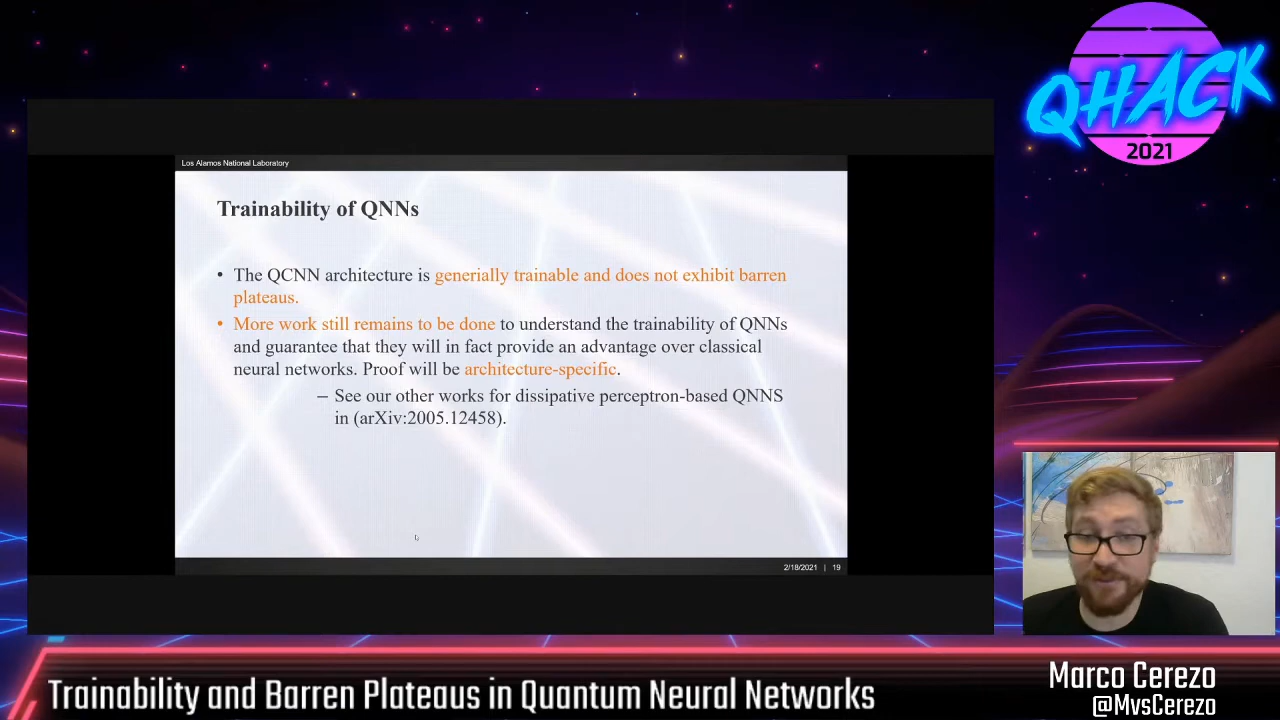 QHACK
2021
Los Alamos National Laboratory
Trainability of QNNs
• The QCNN architecture is generially trainable and does not exhibit barren
plateaus.
• More work still remains to be done to understand the trainability of QNNs
and guarantee that they will in fact provide an advantage over classical
neural networks. Proof will be architecture-specific.
– See our other works for dissipative perceptron-based QNNS
in (arXiv:2005.12458).
2/18/2021 | 19
Trainability and Barren Plateaus in Quantum Neural Networks
Marco Cerezo
@MvsCerezo